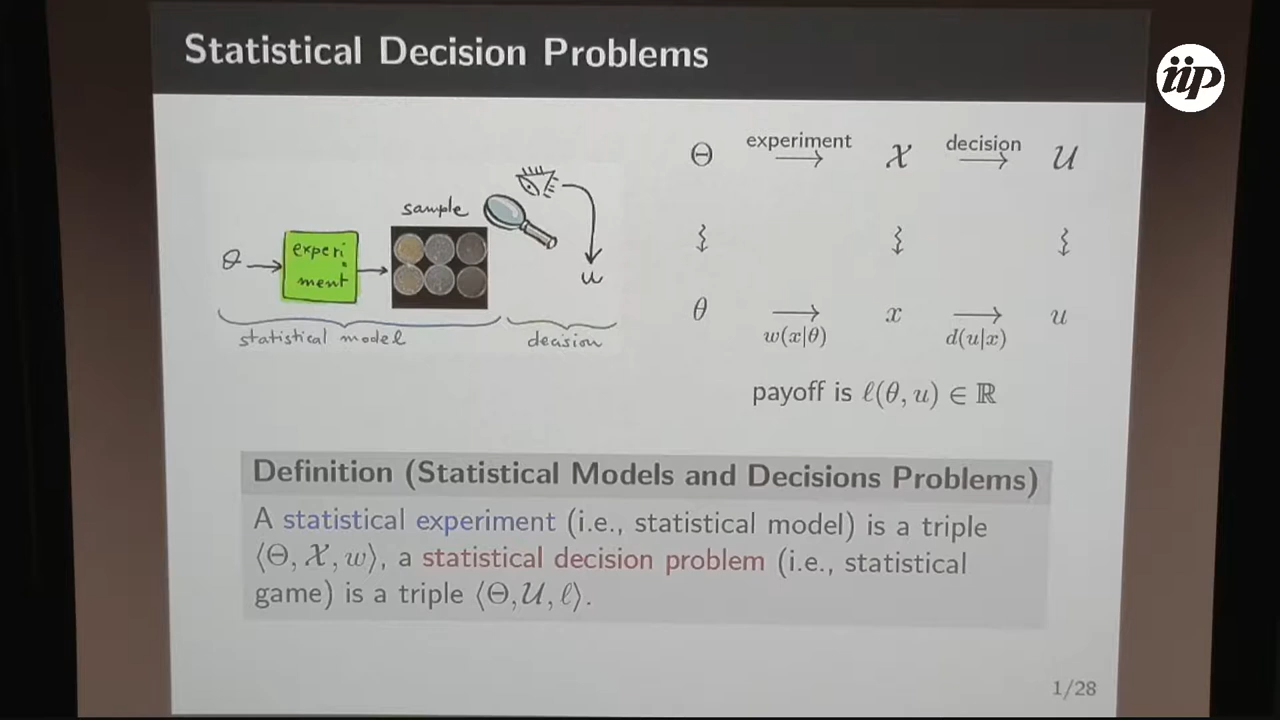 Statistical Decision Problems
iip
sample
θ
experi
ment
u
statistical model
decision
Θ experiment → 𝒳 decision → 𝒰
θ → w(x|θ) x → d(u|x) u
payoff is ℓ(θ, u) ∈ ℝ
Definition (Statistical Models and Decisions Problems)
A statistical experiment (i.e., statistical model) is a triple
⟨Θ, 𝒳, w⟩, a statistical decision problem (i.e., statistical
game) is a triple ⟨Θ, 𝒰, ℓ⟩.
1/28